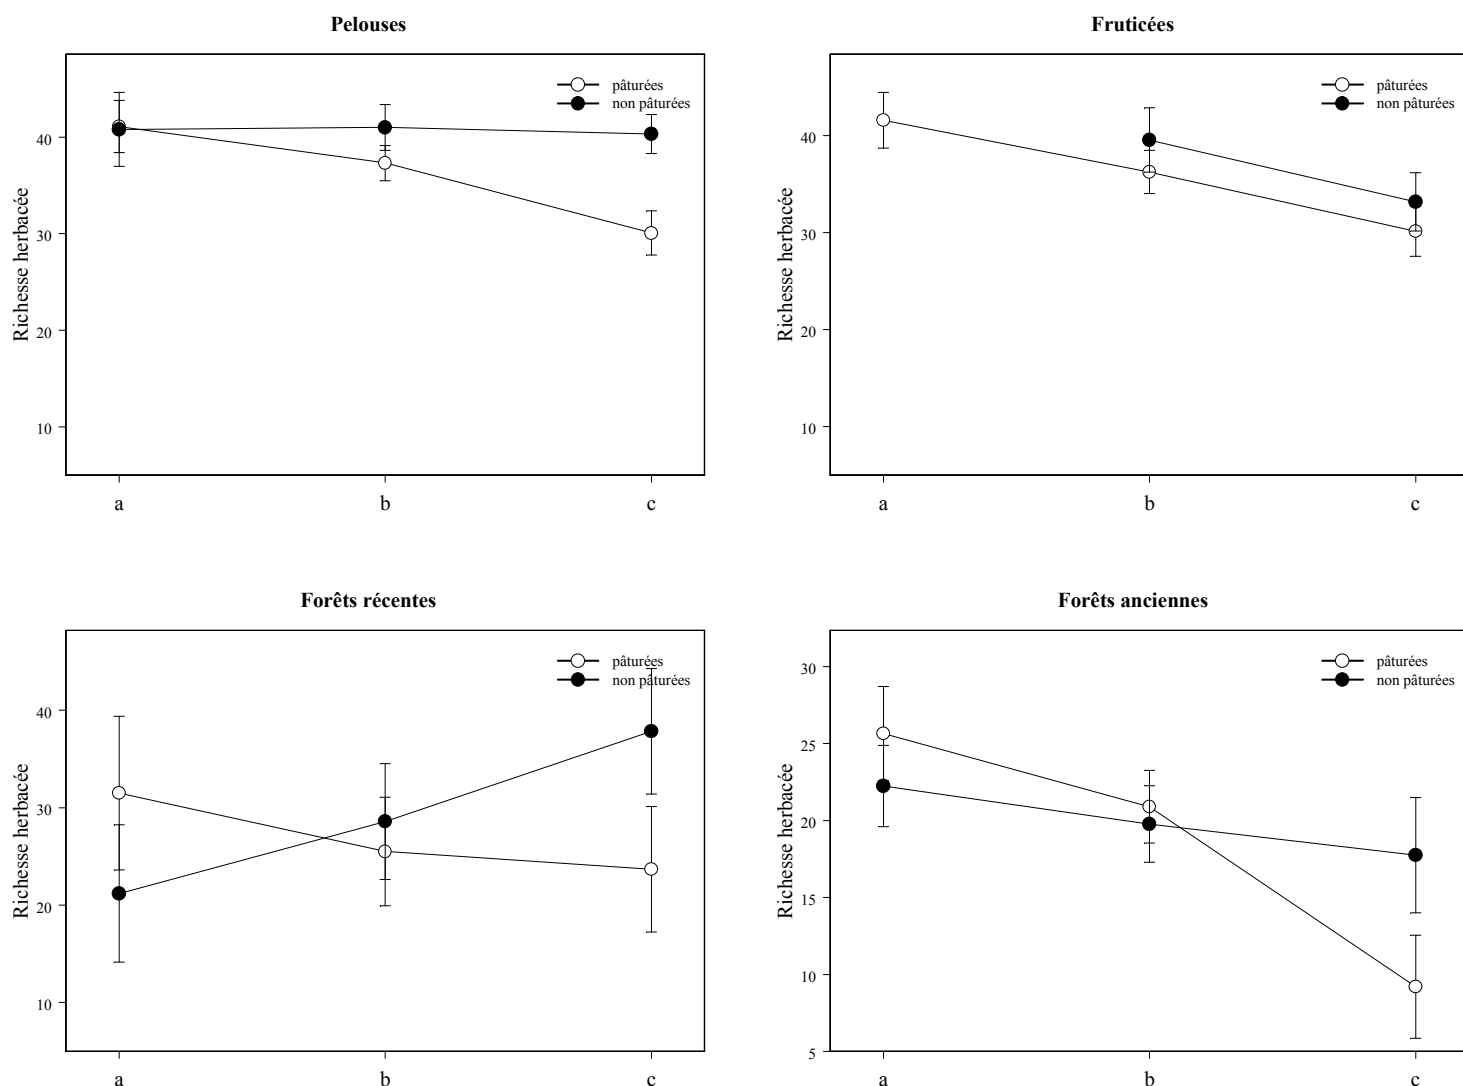 Pelouses
pâturées
non pâturées
40
30
20
10
Richesse herbacée
a b c
Fruticées
pâturées
non pâturées
40
30
20
10
Richesse herbacée
a b c
Forêts récentes
pâturées
non pâturées
40
30
20
10
Richesse herbacée
a b c
Forêts anciennes
pâturées
non pâturées
30
25
20
15
10
5
Richesse herbacée
a b c